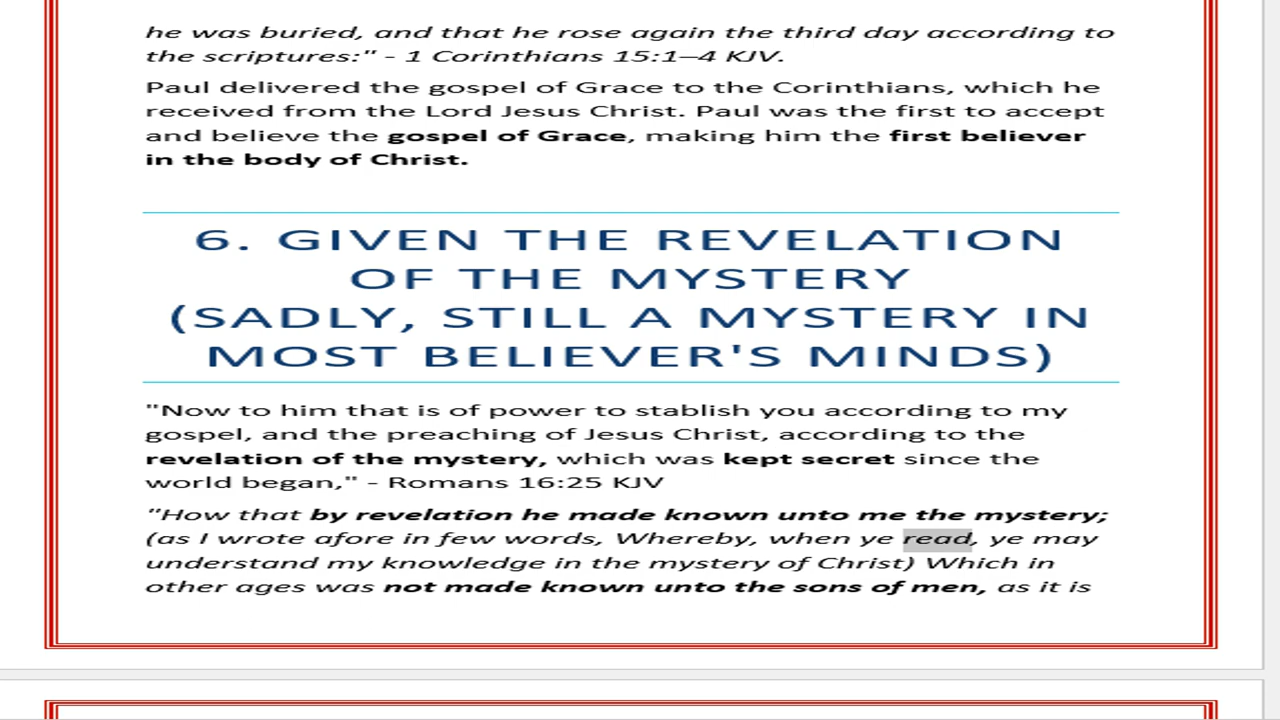 he was buried, and that he rose again the third day according to
the scriptures:" - 1 Corinthians 15:1–4 KJV.
Paul delivered the gospel of Grace to the Corinthians, which he
received from the Lord Jesus Christ. Paul was the first to accept
and believe the gospel of Grace, making him the first believer
in the body of Christ.
6. GIVEN THE REVELATION
OF THE MYSTERY
(SADLY, STILL A MYSTERY IN
MOST BELIEVER'S MINDS)
"Now to him that is of power to stablish you according to my
gospel, and the preaching of Jesus Christ, according to the
revelation of the mystery, which was kept secret since the
world began," - Romans 16:25 KJV
"How that by revelation he made known unto me the mystery;
(as I wrote afore in few words, Whereby, when ye read, ye may
understand my knowledge in the mystery of Christ) Which in
other ages was not made known unto the sons of men, as it is